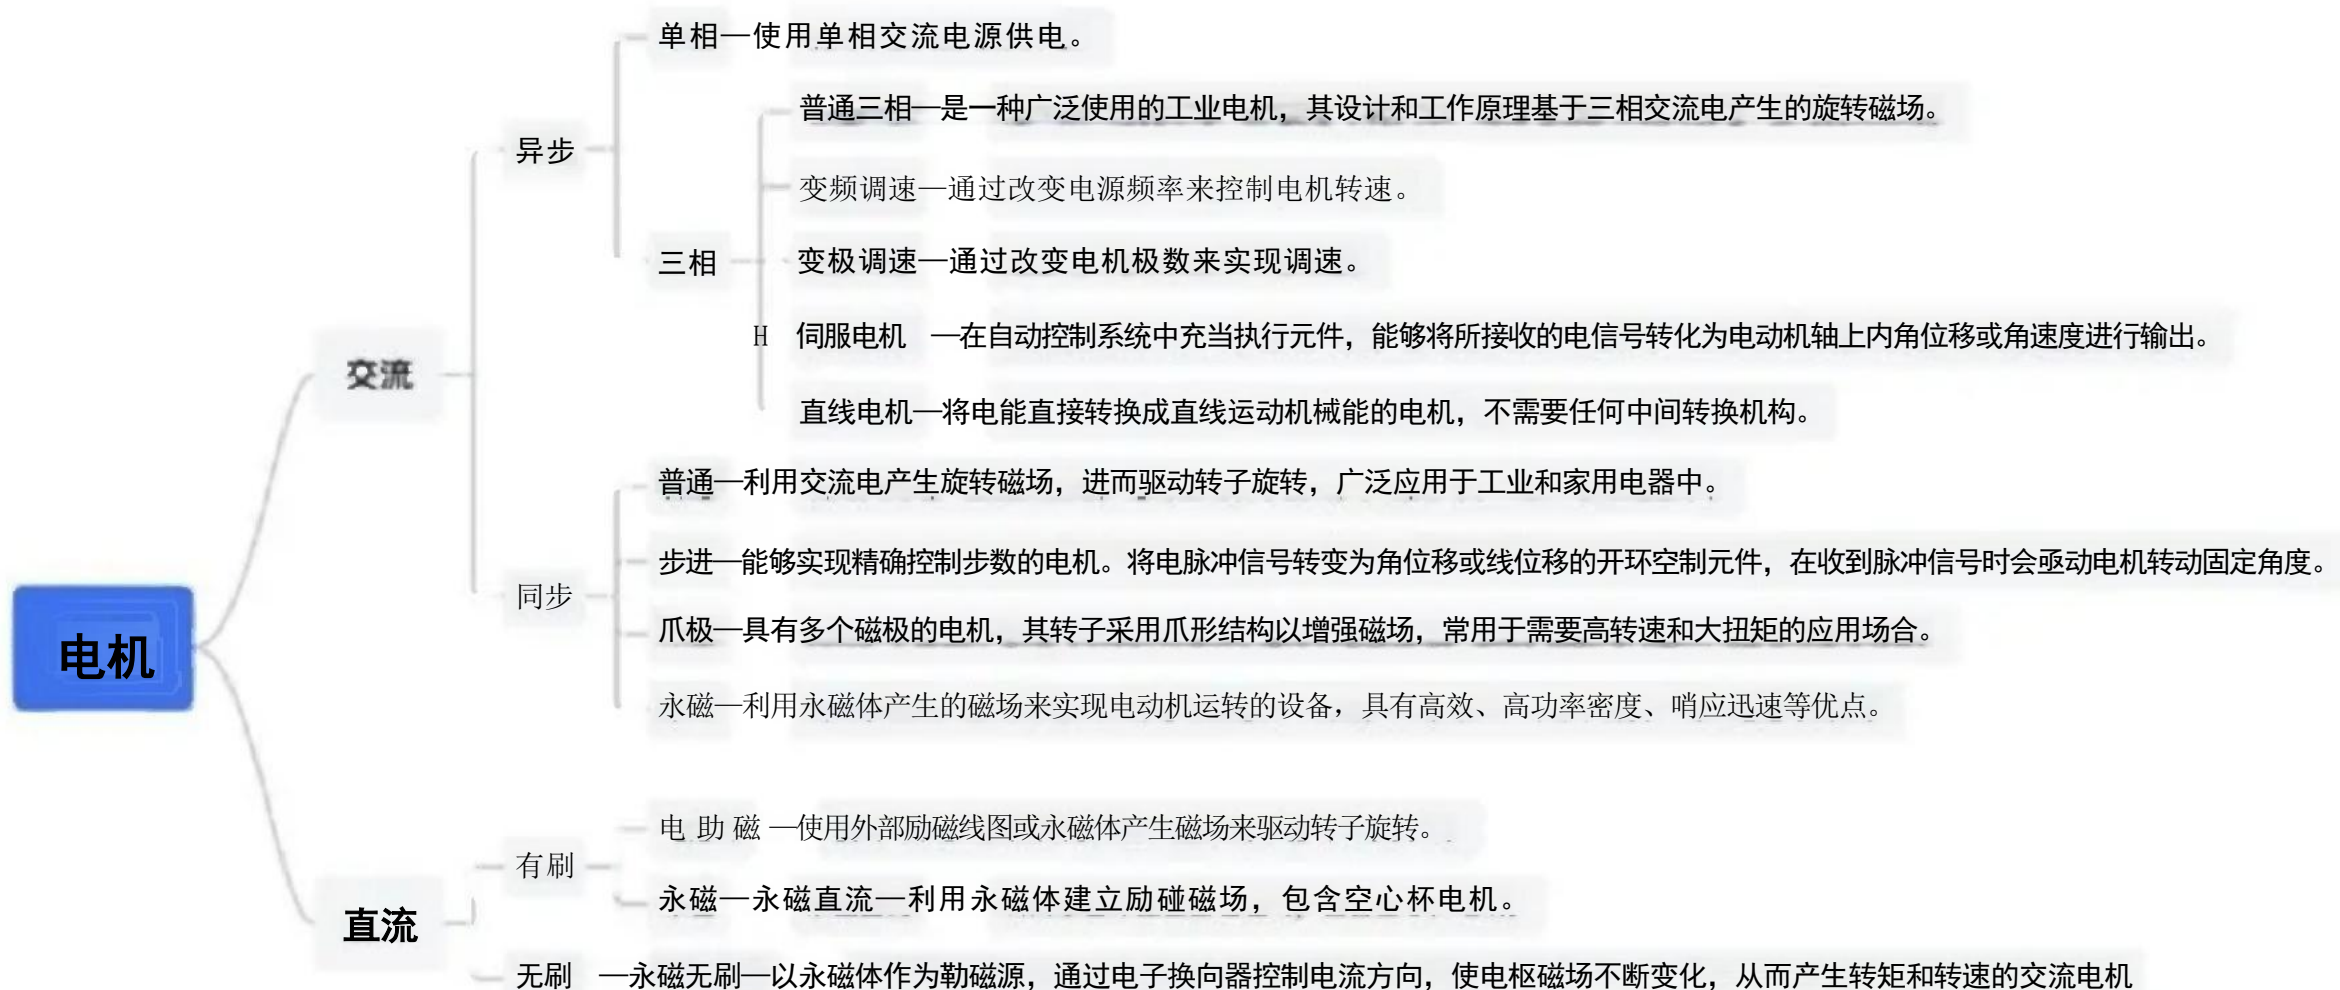 单相—使用单相交流电源供电。
普通三相—是一种广泛使用的工业电机，其设计和工作原理基于三相交流电产生的旋转磁场。
异步
变频调速—通过改变电源频率来控制电机转速。
三相
变极调速—通过改变电机极数来实现调速。
H 伺服电机 —在自动控制系统中充当执行元件，能够将所接收的电信号转化为电动机轴上内角位移或角速度进行输出。
交流
直线电机—将电能直接转换成直线运动机械能的电机，不需要任何中间转换机构。
普通—利用交流电产生旋转磁场，进而驱动转子旋转，广泛应用于工业和家用电器中。
步进—能够实现精确控制步数的电机。将电脉冲信号转变为角位移或线位移的开环空制元件，在收到脉冲信号时会亟动电机转动固定角度。
同步
爪极—具有多个磁极的电机，其转子采用爪形结构以增强磁场，常用于需要高转速和大扭矩的应用场合。
电机
永磁—利用永磁体产生的磁场来实现电动机运转的设备，具有高效、高功率密度、哨应迅速等优点。
电 助 磁 —使用外部励磁线图或永磁体产生磁场来驱动转子旋转。
有刷
永磁—永磁直流—利用永磁体建立励碰磁场，包含空心杯电机。
直流
无刷 —永磁无刷—以永磁体作为勒磁源，通过电子换向器控制电流方向，使电枢磁场不断变化，从而产生转矩和转速的交流电机